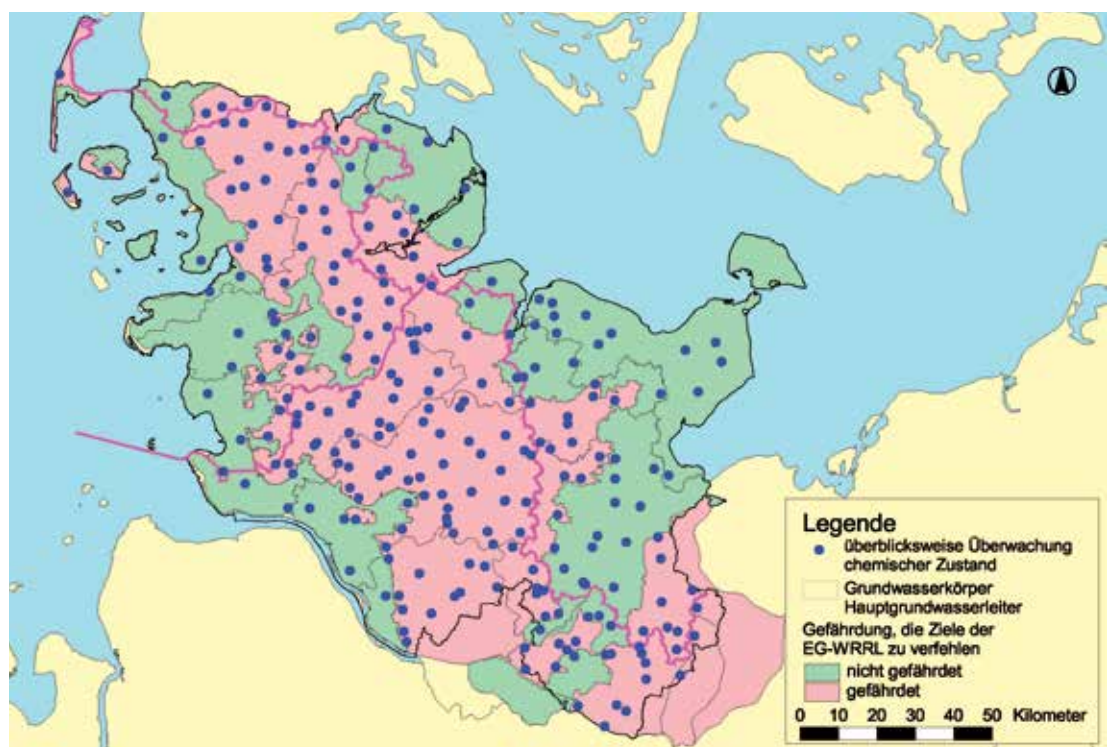 Legende
überblicksweise Überwachung
chemischer Zustand
Grundwasserkörper
Hauptgrundwasserleiter
Gefährdung, die Ziele der
EG-WRRL zu verfehlen
nicht gefährdet
gefährdet
0 10 20 30 40 50 Kilometer